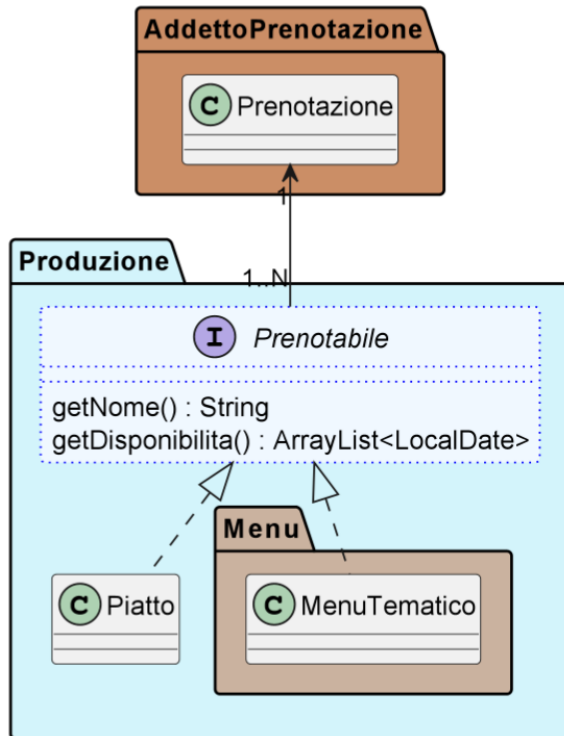 AddettoPrenotazione
C Prenotazione
1
1..N
Produzione
I Prenotabile
getNome() : String
getDisponibilita() : ArrayList<LocalDate>
Menu
C Piatto
C MenuTematico